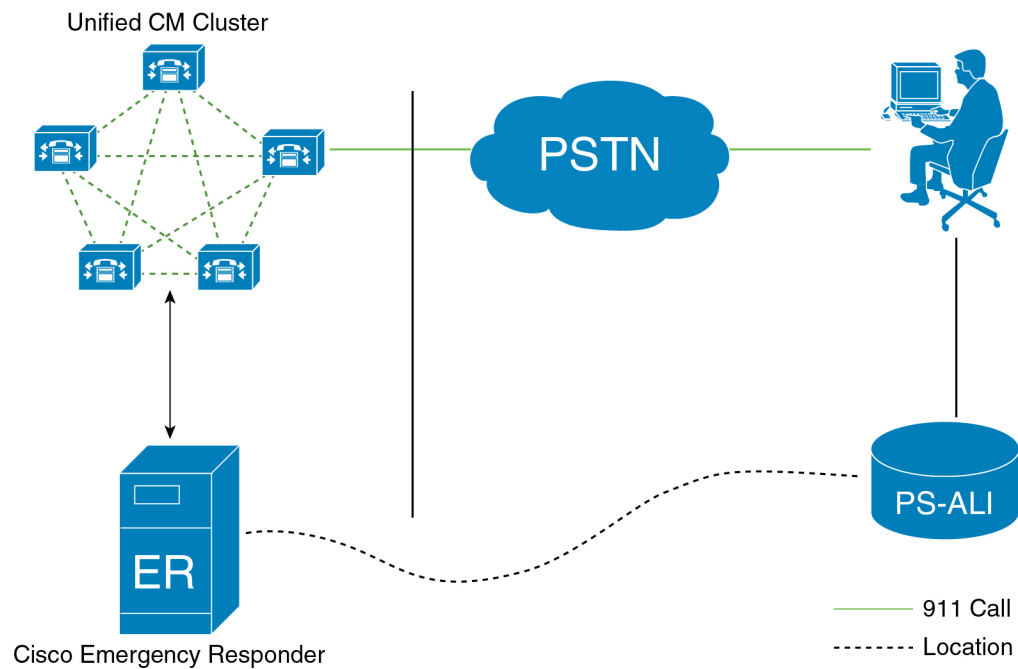 Unified CM Cluster
PSTN
PS-ALI
ER
Cisco Emergency Responder
911 Call
Location